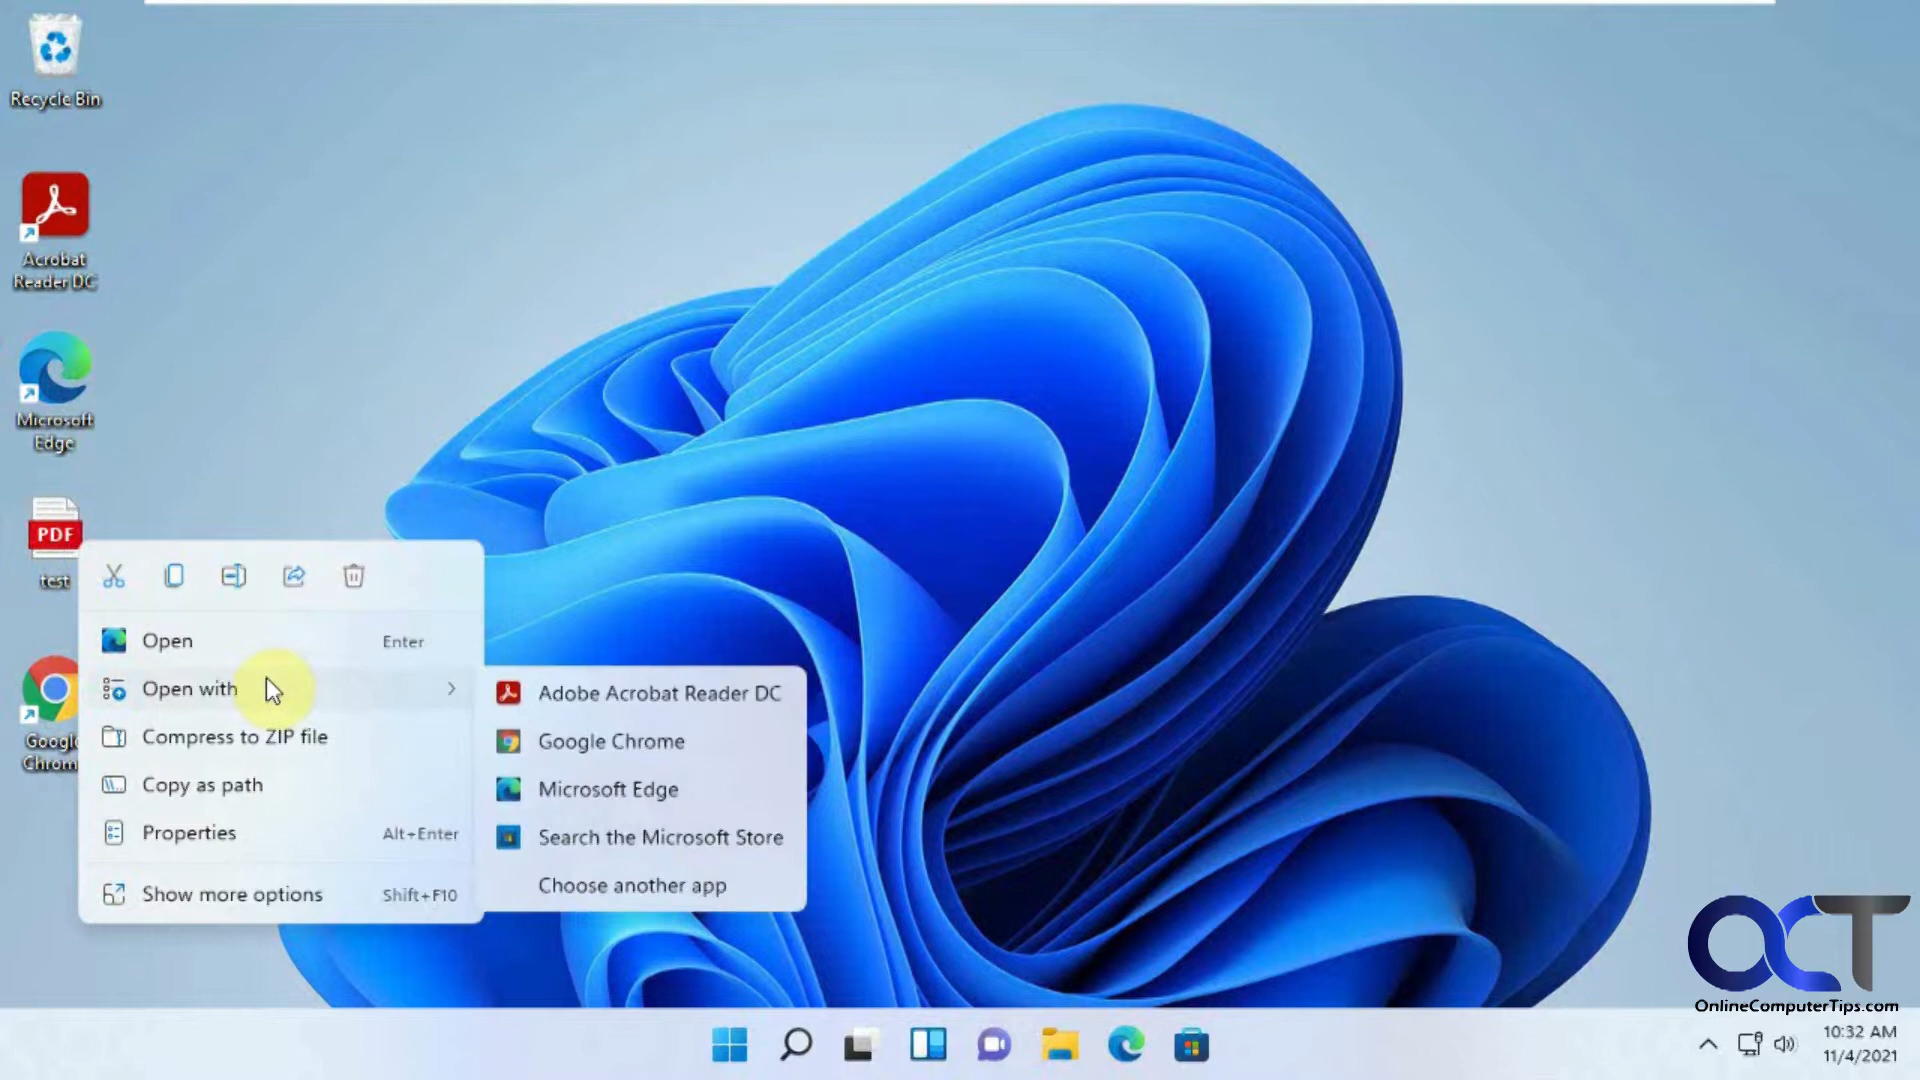 Recycle Bin
Acrobat
Reader DC
Microsoft
Edge
PDF
test
Google
Chrom
Open Enter
Open with
Compress to ZIP file
Copy as path
Properties Alt+Enter
Show more options Shift+F10
Adobe Acrobat Reader DC
Google Chrome
Microsoft Edge
Search the Microsoft Store
Choose another app
OCT
OnlineComputerTips.com
10:32 AM
11/4/2021